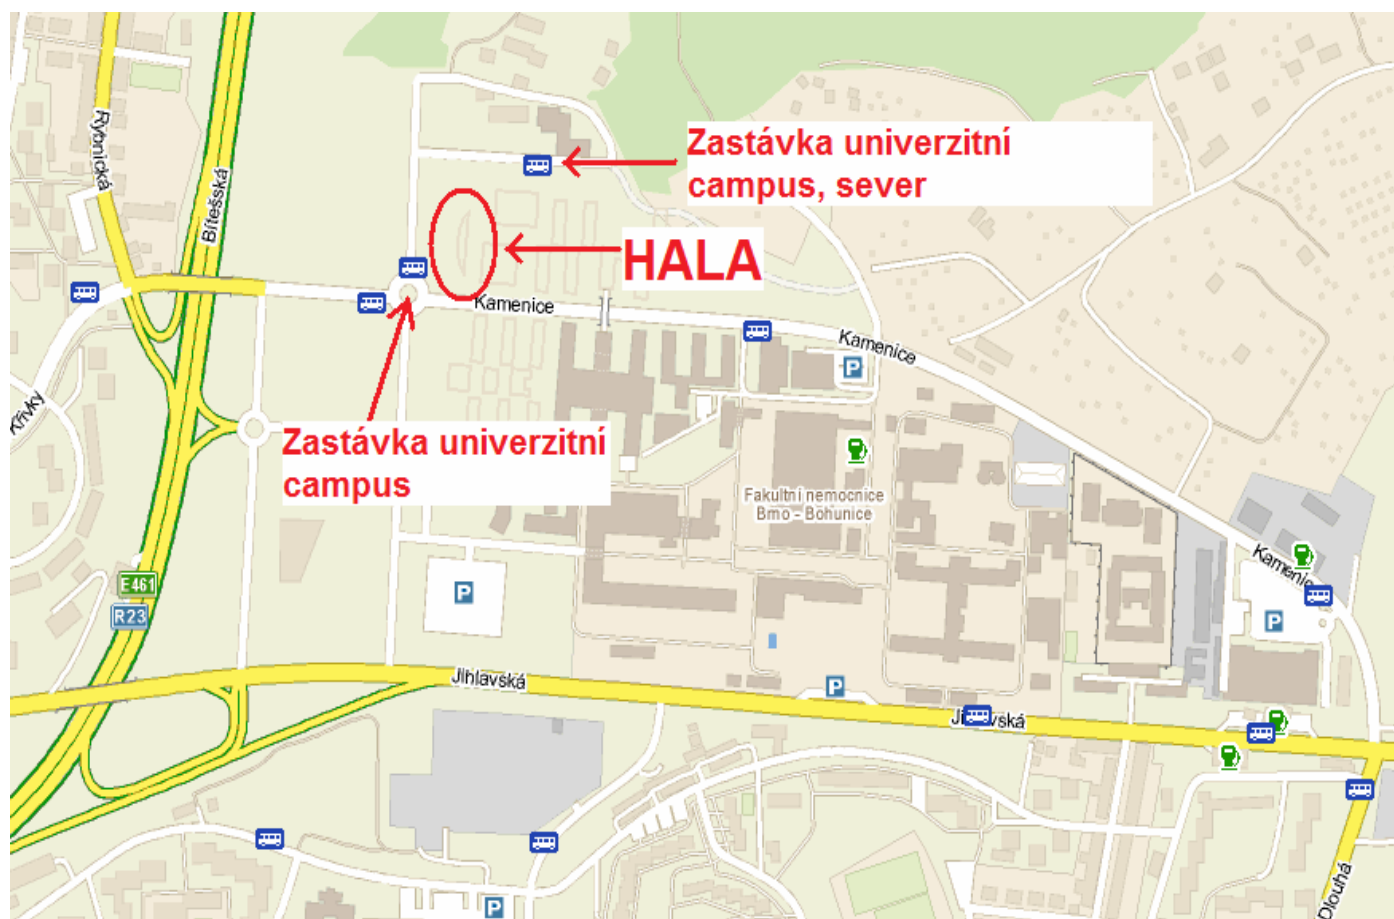 Zastávka univerzitní
campus, sever
HALA
Rybnická
Bítešská
Kamenice
Kamenice
Křivky
Zastávka univerzitní
campus
P
Fakultní nemocnice
Brno - Bohunice
E461
R23
P
Kamenice
P
Jihlavská
P
Jihlavská
Dlouhá
P